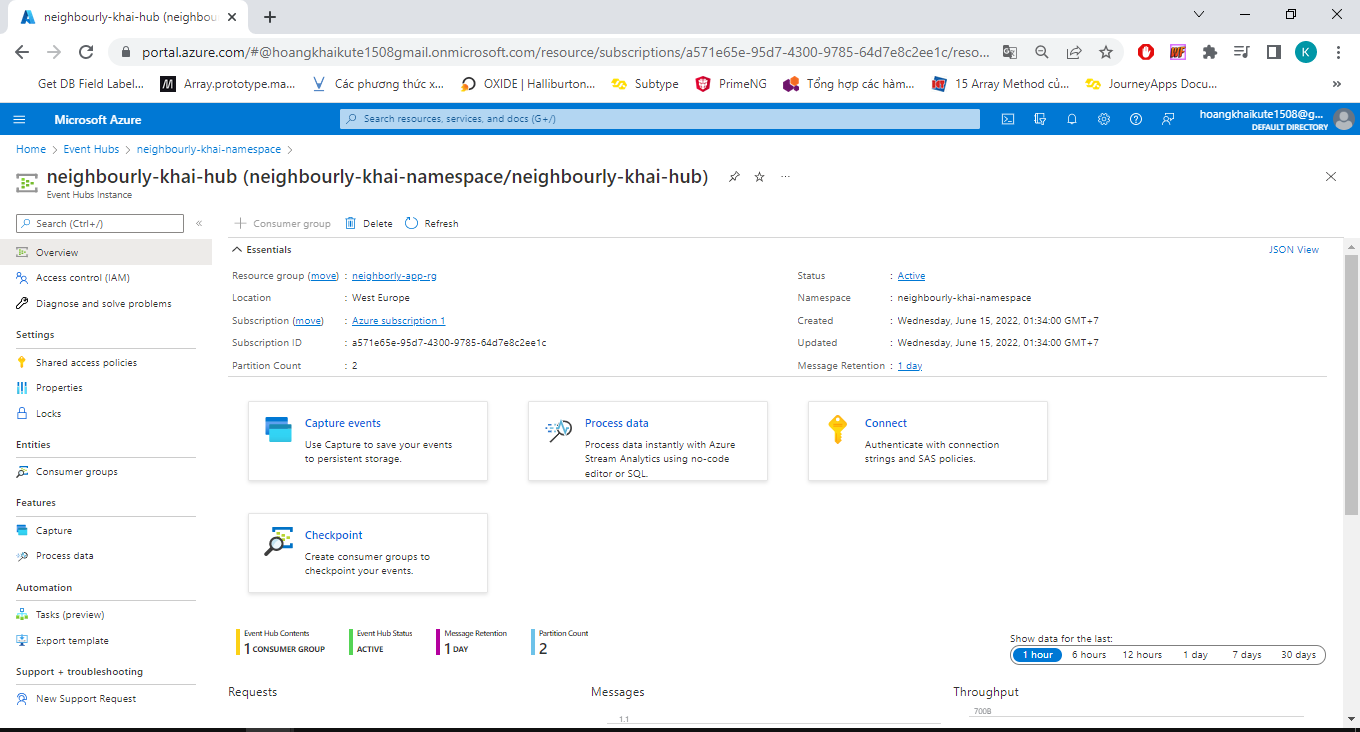 neighbourly-khai-hub (neighbou
portal.azure.com/#@hoangkhaikute1508gmail.onmicrosoft.com/resource/subscriptions/a571e65e-95d7-4300-9785-64d7e8c2ee1c/reso...
K
Get DB Field Label...
Array.prototype.ma...
Các phương thức x...
OXIDE | Halliburton...
Subtype
PrimeNG
Tổng hợp các hàm...
15 Array Method củ...
JourneyApps Docu...
»
Microsoft Azure
Search resources, services, and docs (G+/)
hoangkhaikute1508@g...
DEFAULT DIRECTORY
Home > Event Hubs > neighbourly-khai-namespace >
neighbourly-khai-hub (neighbourly-khai-namespace/neighbourly-khai-hub)
...
Event Hubs Instance
Search (Ctrl+/)
«
Consumer group
Delete
Refresh
Overview
Access control (IAM)
Diagnose and solve problems
Settings
Shared access policies
Properties
Locks
Entities
Consumer groups
Features
Capture
Process data
Automation
Tasks (preview)
Export template
Support + troubleshooting
New Support Request
Essentials
JSON View
Resource group (move) : neighborly-app-rg
Location : West Europe
Subscription (move) : Azure subscription 1
Subscription ID : a571e65e-95d7-4300-9785-64d7e8c2ee1c
Partition Count : 2
Status : Active
Namespace : neighbourly-khai-namespace
Created : Wednesday, June 15, 2022, 01:34:00 GMT+7
Updated : Wednesday, June 15, 2022, 01:34:00 GMT+7
Message Retention : 1 day
Capture events
Use Capture to save your events
to persistent storage.
Process data
Process data instantly with Azure
Stream Analytics using no-code
editor or SQL.
Connect
Authenticate with connection
strings and SAS policies.
Checkpoint
Create consumer groups to
checkpoint your events.
Event Hub Contents
1 CONSUMER GROUP
Event Hub Status
ACTIVE
Message Retention
1 DAY
Partition Count
2
Show data for the last:
1 hour
6 hours
12 hours
1 day
7 days
30 days
Requests
Messages
1.1
Throughput
700B